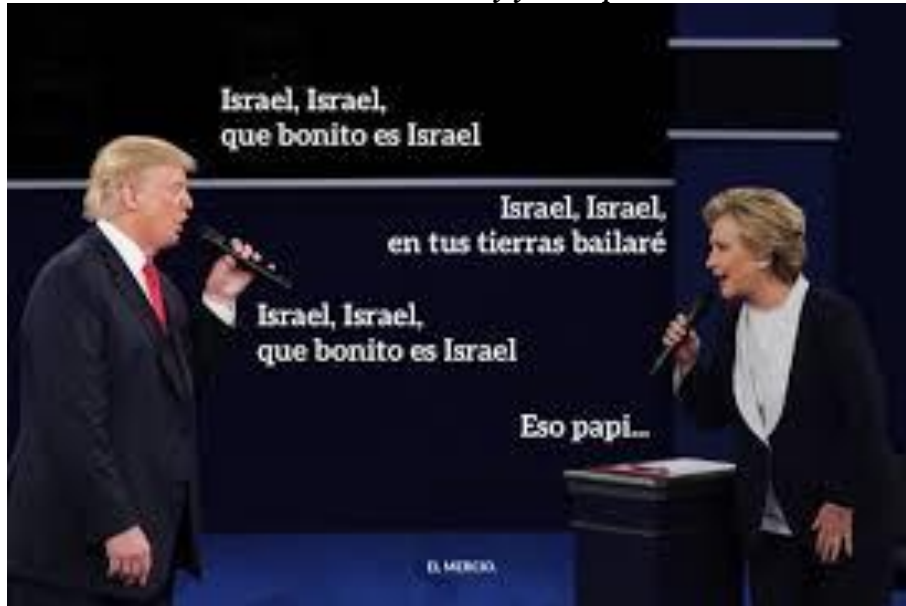 Israel, Israel,
que bonito es Israel
Israel, Israel,
en tus tierras bailaré
Israel, Israel,
que bonito es Israel
Eso papi...
EL MERCIO.